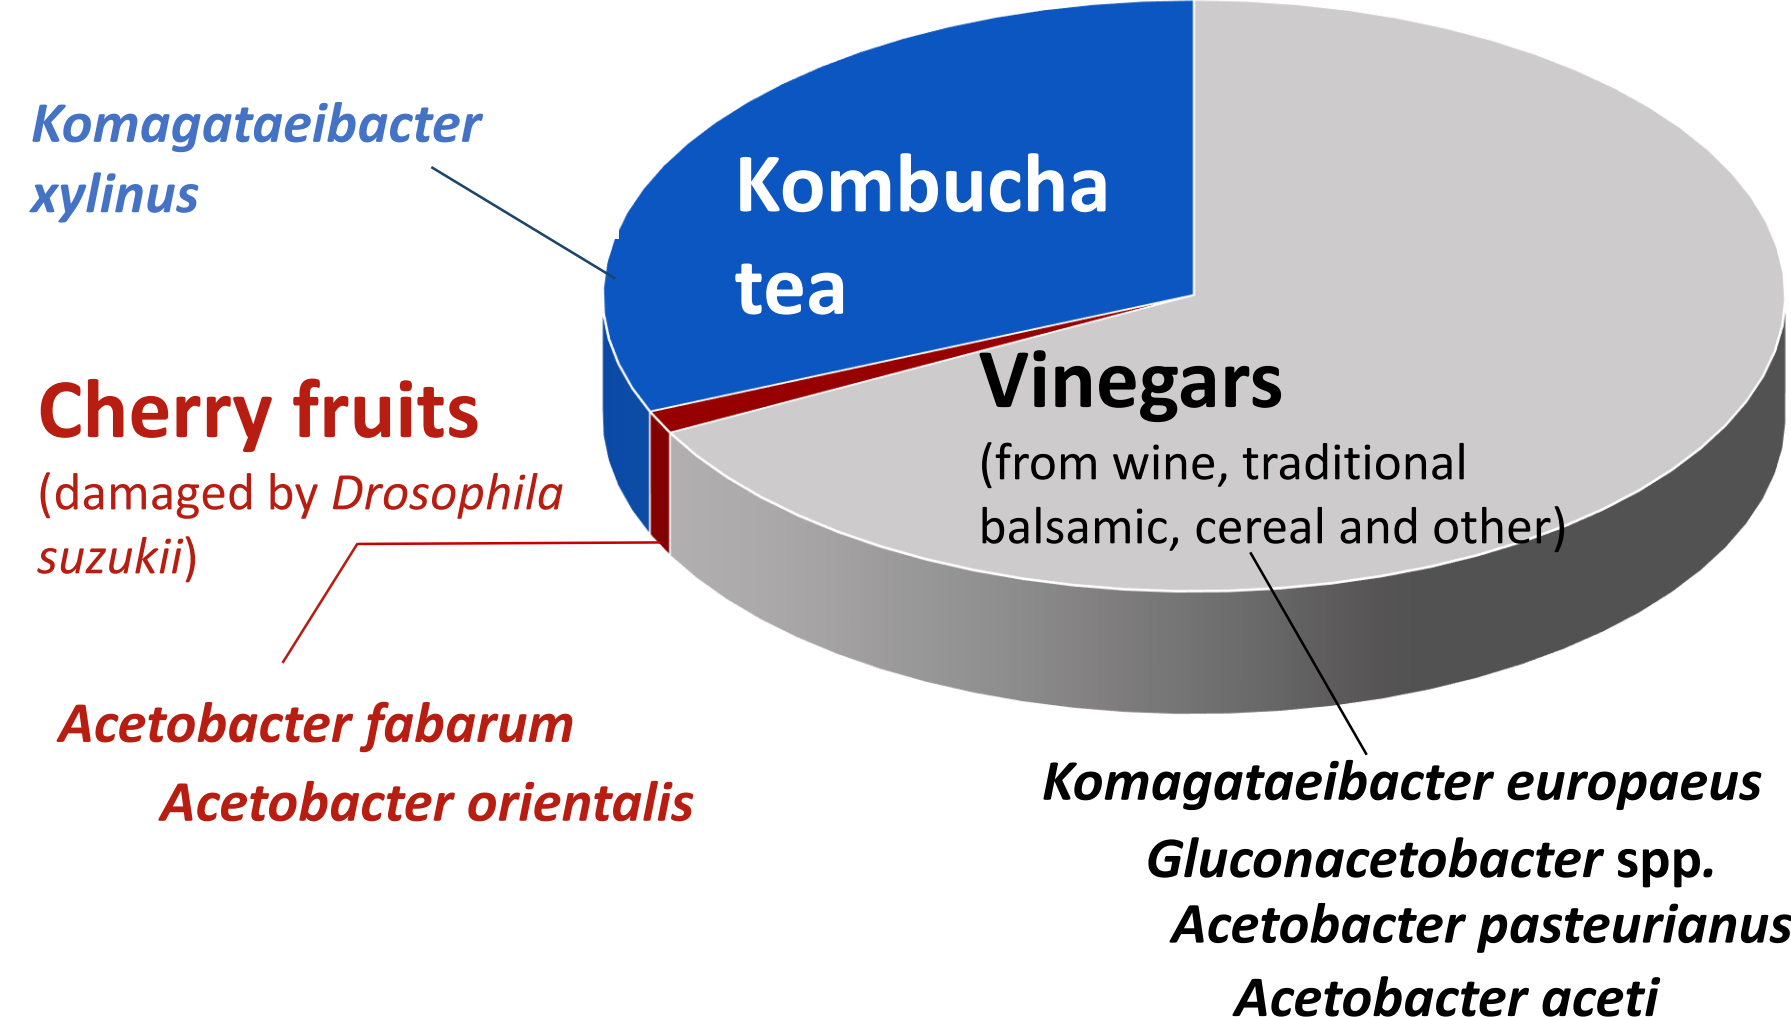 Komagataeibacter
xylinus
Kombucha
tea
Cherry fruits
(damaged by Drosophila
suzukii)
Vinegars
(from wine, traditional
balsamic, cereal and other)
Acetobacter fabarum
Acetobacter orientalis
Komagataeibacter europaeus
Gluconacetobacter spp.
Acetobacter pasteurianus
Acetobacter aceti